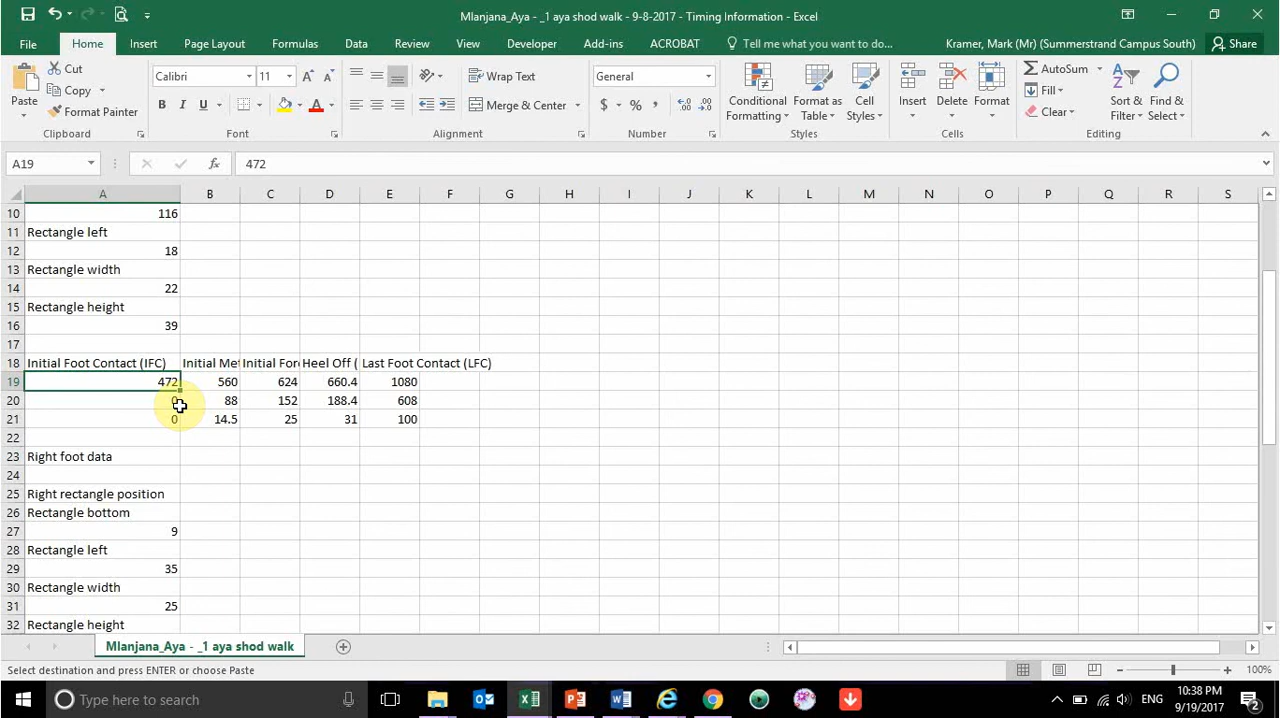 Mlanjana_Aya - _1 aya shod walk - 9-8-2017 - Timing Information - Excel
File Home Insert Page Layout Formulas Data Review View Developer Add-ins ACROBAT Tell me what you want to do... Kramer, Mark (Mr) (Summerstrand Campus South) Share
Paste
Cut
Copy
Format Painter
Clipboard
Calibri 11
B I U
Font
Wrap Text
Merge & Center
Alignment
General
$ % ,
Number
Conditional Formatting
Format as Table
Cell Styles
Styles
Insert Delete Format
Cells
AutoSum
Fill
Clear
Sort & Filter
Find & Select
Editing
A19 fx 472
A B C D E F G H I J K L M N O P Q R S
10 116
11 Rectangle left
12 18
13 Rectangle width
14 22
15 Rectangle height
16 39
17
18 Initial Foot Contact (IFC) Initial Met Initial Fore Heel Off ( Last Foot Contact (LFC)
19 472 560 624 660.4 1080
20 0 88 152 188.4 608
21 0 14.5 25 31 100
22
23 Right foot data
24
25 Right rectangle position
26 Rectangle bottom
27 9
28 Rectangle left
29 35
30 Rectangle width
31 25
32 Rectangle height
Mlanjana_Aya - _1 aya shod walk
Select destination and press ENTER or choose Paste 100%
Type here to search ENG 10:38 PM
9/19/2017 2